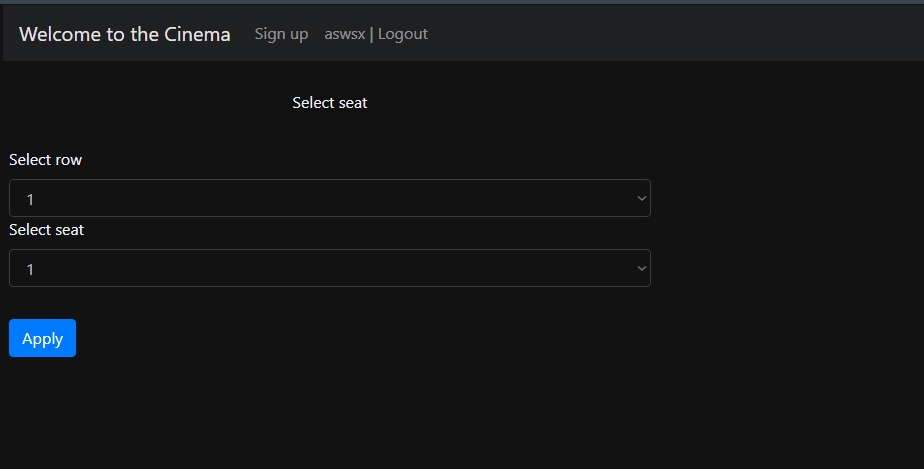 Welcome to the Cinema Sign up aswsx | Logout
Select seat
Select row
1
Select seat
1
Apply